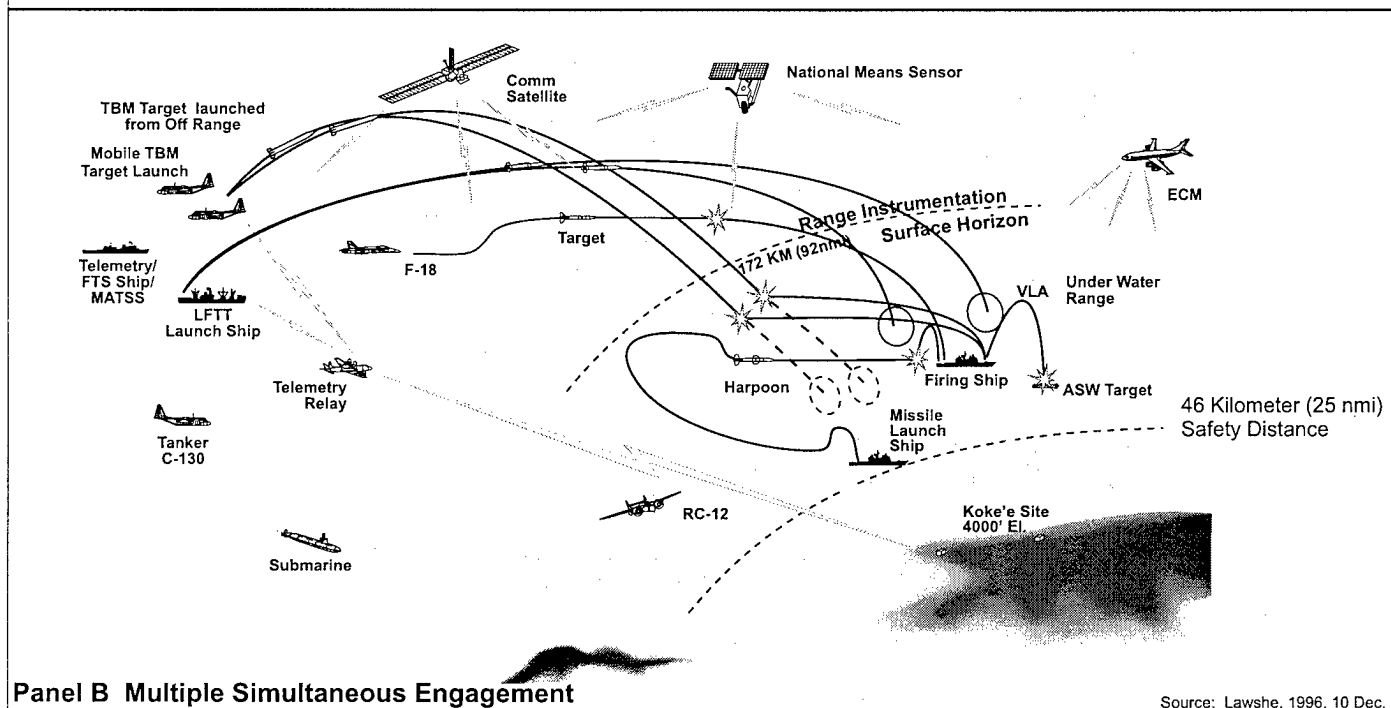 Comm
Satellite
National Means Sensor
TBM Target launched
from Off Range
Mobile TBM
Target Launch
ECM
Range Instrumentation
Surface Horizon
172 KM (92nmi)
Target
F-18
Telemetry/
FTS Ship/
MATSS
LFTT
Launch Ship
VLA
Under Water
Range
Telemetry
Relay
Harpoon
Firing Ship
ASW Target
Missile
Launch
Ship
46 Kilometer (25 nmi)
Safety Distance
Tanker
C-130
RC-12
Koke'e Site
4000' El.
Submarine
Panel B Multiple Simultaneous Engagement
Source: Lawshe, 1996, 10 Dec.